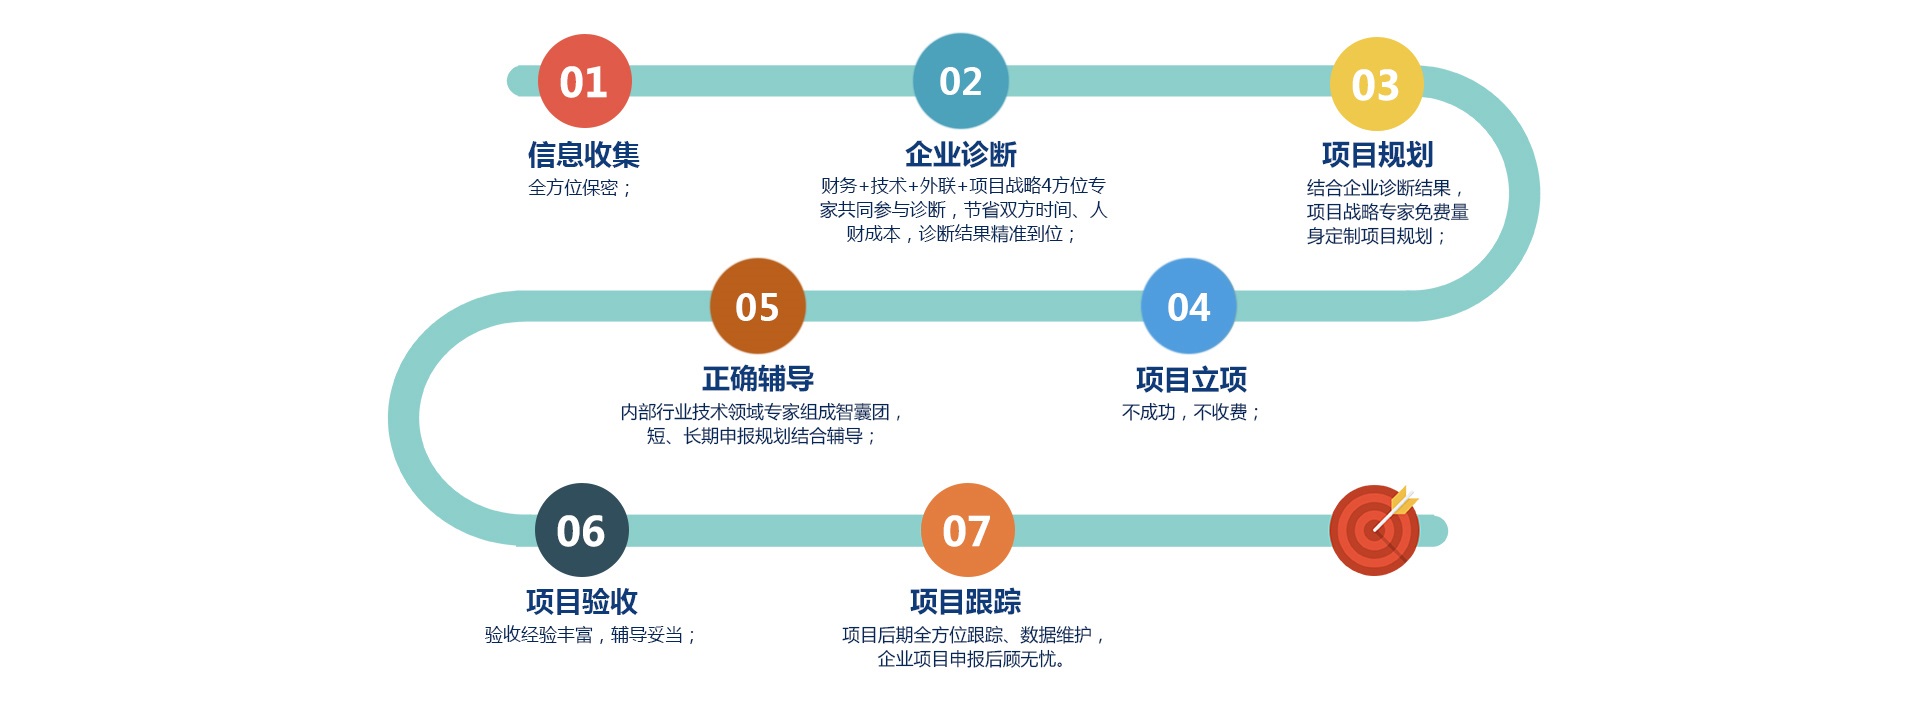 01
信息收集
全方位保密；
02
企业诊断
财务+技术+外联+项目战略4方位专
家共同参与诊断，节省双方时间、人
财成本，诊断结果精准到位；
03
项目规划
结合企业诊断结果，
项目战略专家免费量
身定制项目规划；
04
项目立项
不成功，不收费；
05
正确辅导
内部行业技术领域专家组成智囊团，
短、长期申报规划结合辅导；
06
项目验收
验收经验丰富，辅导妥当；
07
项目跟踪
项目后期全方位跟踪、数据维护，
企业项目申报后顾无忧。